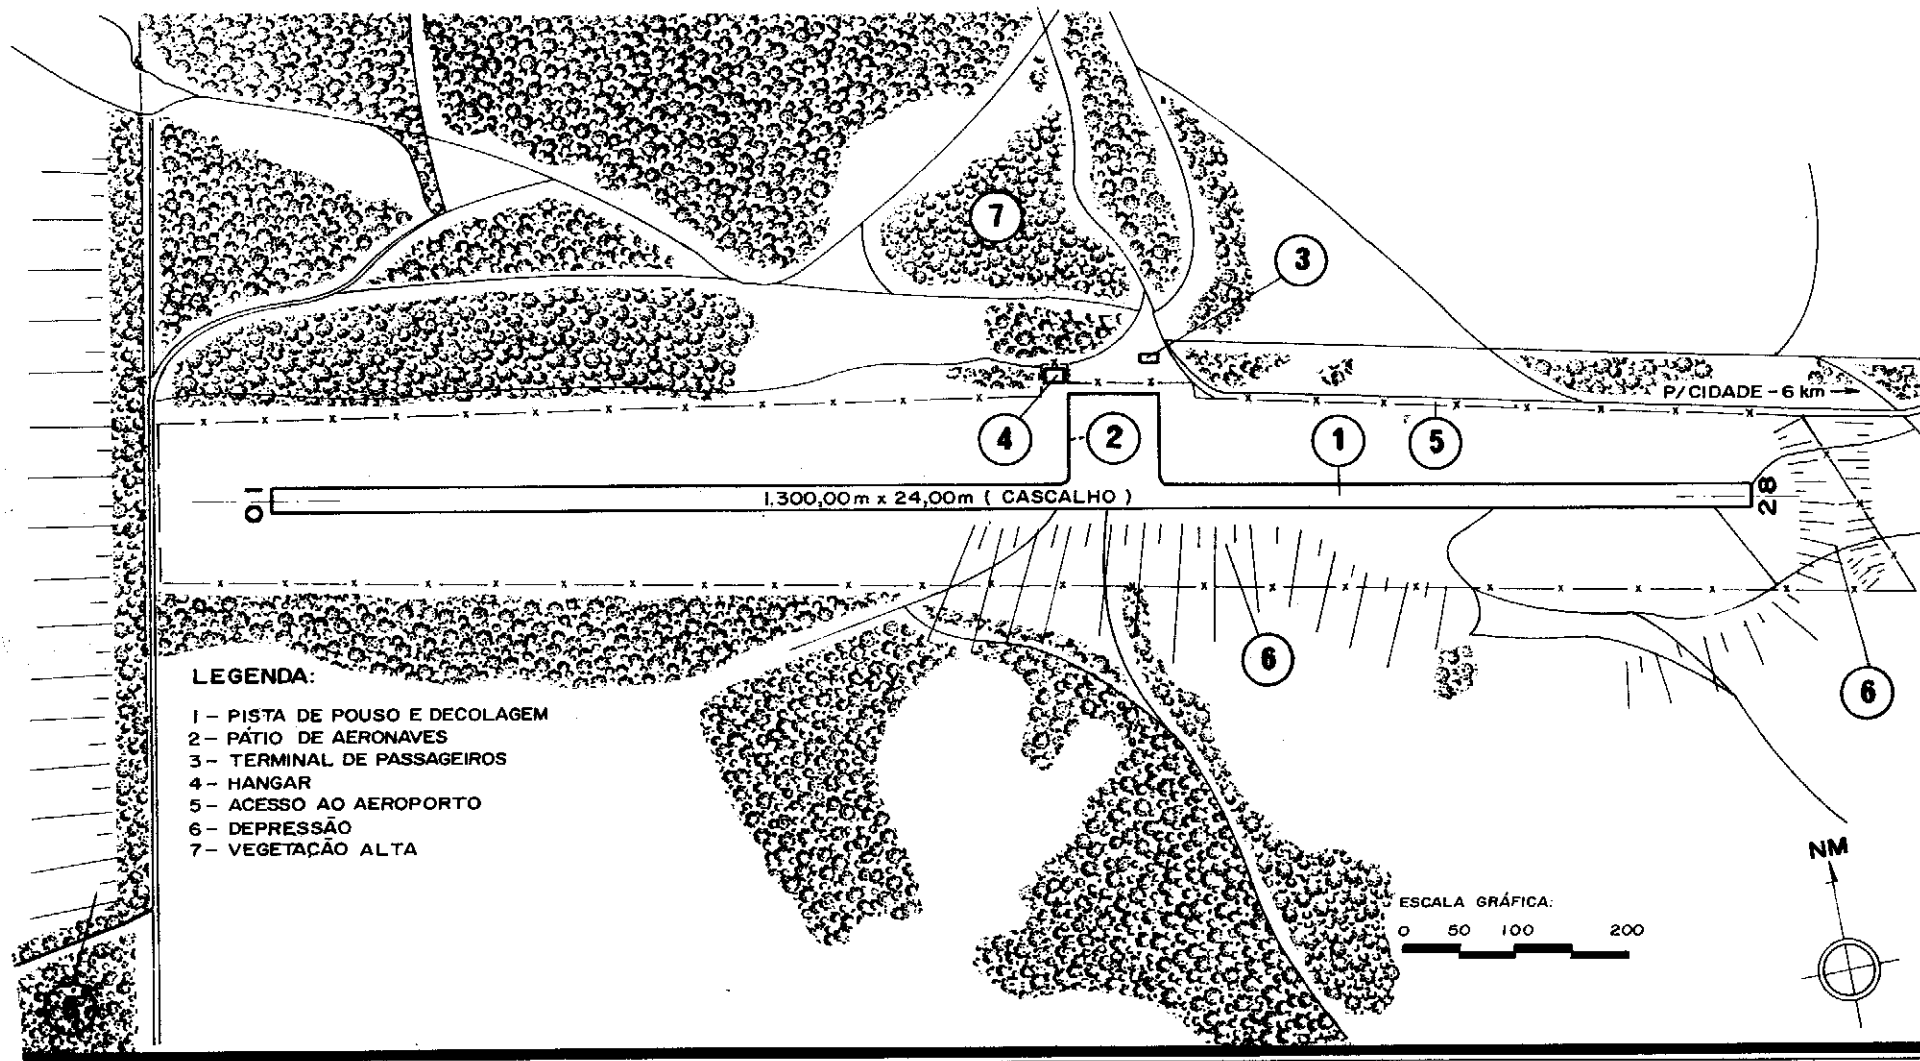 7
3
P/CIDADE - 6 km
4
2
1
5
10
1.300,00m x 24,00m ( CASCALHO )
28
6
6
LEGENDA:
1 - PISTA DE POUSO E DECOLAGEM
2 - PÁTIO DE AERONAVES
3 - TERMINAL DE PASSAGEIROS
4 - HANGAR
5 - ACESSO AO AEROPORTO
6 - DEPRESSÃO
7 - VEGETAÇÃO ALTA
NM
ESCALA GRÁFICA:
0 50 100 200